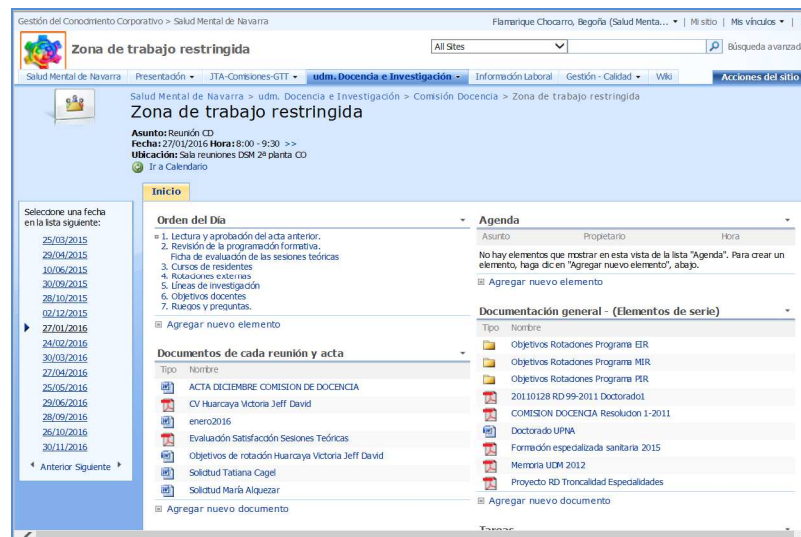 Gestión del Conocimiento Corporativo > Salud Mental de Navarra
Flamarique Chocarro, Begoña (Salud Menta... | Mi sitio | Mis vínculos |
Zona de trabajo restringida
All Sites
Búsqueda avanzad
Salud Mental de Navarra Presentación JTA-Comsiones-GTT udm. Docencia e Investigación Información Laboral Gestión - Calidad Wiki Acciones del sitio
Salud Mental de Navarra > udm. Docencia e Investigación > Comisión Docencia > Zona de trabajo restringida
Zona de trabajo restringida
Asunto: Reunión CD
Fecha: 27/01/2016 Hora: 8:00 - 9:30 >>
Ubicación: Sala reuniones DSM 2ª planta CO
Ir a Calendario
Inicio
Seleccione una fecha
en la lista siguiente:
25/03/2015
29/04/2015
10/06/2015
30/09/2015
28/10/2015
02/12/2015
27/01/2016
24/02/2016
30/03/2016
27/04/2016
25/05/2016
29/06/2016
28/09/2016
26/10/2016
30/11/2016
Anterior Siguiente
Orden del Día
1. Lectura y aprobación del acta anterior.
2. Revisión de la programación formativa.
Ficha de evaluación de las sesiones teóricas
3. Cursos de residentes
4. Rotaciones externas
5. Líneas de investigación
6. Objetivos docentes
7. Ruegos y preguntas.
Agregar nuevo elemento
Documentos de cada reunión y acta
Tipo Nombre
ACTA DICIEMBRE COMISION DE DOCENCIA
CV Huarcaya Victoria Jeff David
enero2016
Evaluación Satisfacción Sesiones Teóricas
Objetivos de rotación Huarcaya Victoria Jeff David
Solicitud Tatiana Cagel
Solicitud María Alquezar
Agregar nuevo documento
Agenda
Asunto Propietario Hora
No hay elementos que mostrar en esta vista de la lista "Agenda". Para crear un
elemento, haga clic en "Agregar nuevo elemento", abajo.
Agregar nuevo elemento
Documentación general - (Elementos de serie)
Tipo Nombre
Objetivos Rotaciones Programa EIR
Objetivos Rotaciones Programa MIR
Objetivos Rotaciones Programa PIR
20110128 RD 99-2011 Doctorado1
COMISION DOCENCIA Resolucion 1-2011
Doctorado UPNA
Formación especializada sanitaria 2015
Memoria UDM 2012
Proyecto RD Troncalidad Especialidades
Agregar nuevo documento
Tareas